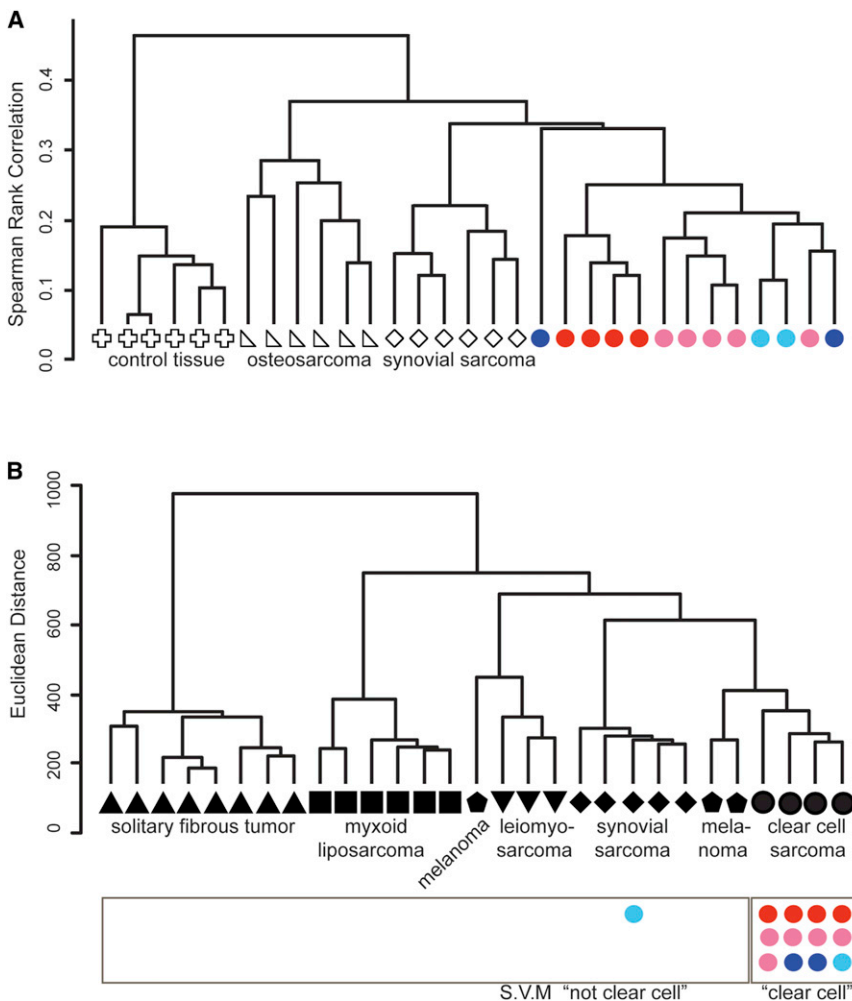 A
Spearman Rank Correlation
0.4
0.3
0.2
0.1
0.0
control tissue
osteosarcoma
synovial sarcoma
B
Euclidean Distance
1000
800
600
400
200
0
solitary fibrous tumor
myxoid
liposarcoma
melanoma
leiomyo-
sarcoma
synovial
sarcoma
mela-
noma
clear cell
sarcoma
S.V.M "not clear cell"
"clear cell"